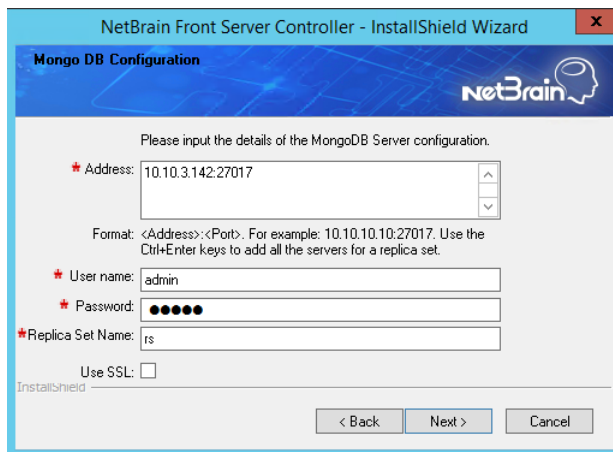 NetBrain Front Server Controller - InstallShield Wizard
x
Mongo DB Configuration
NetBrain
Please input the details of the MongoDB Server configuration.
* Address: 10.10.3.142:27017
Format: <Address>:<Port>. For example: 10.10.10.10:27017. Use the
Ctrl+Enter keys to add all the servers for a replica set.
* User name: admin
* Password: ●●●●●
*Replica Set Name: rs
Use SSL:
InstallShield
< Back Next > Cancel